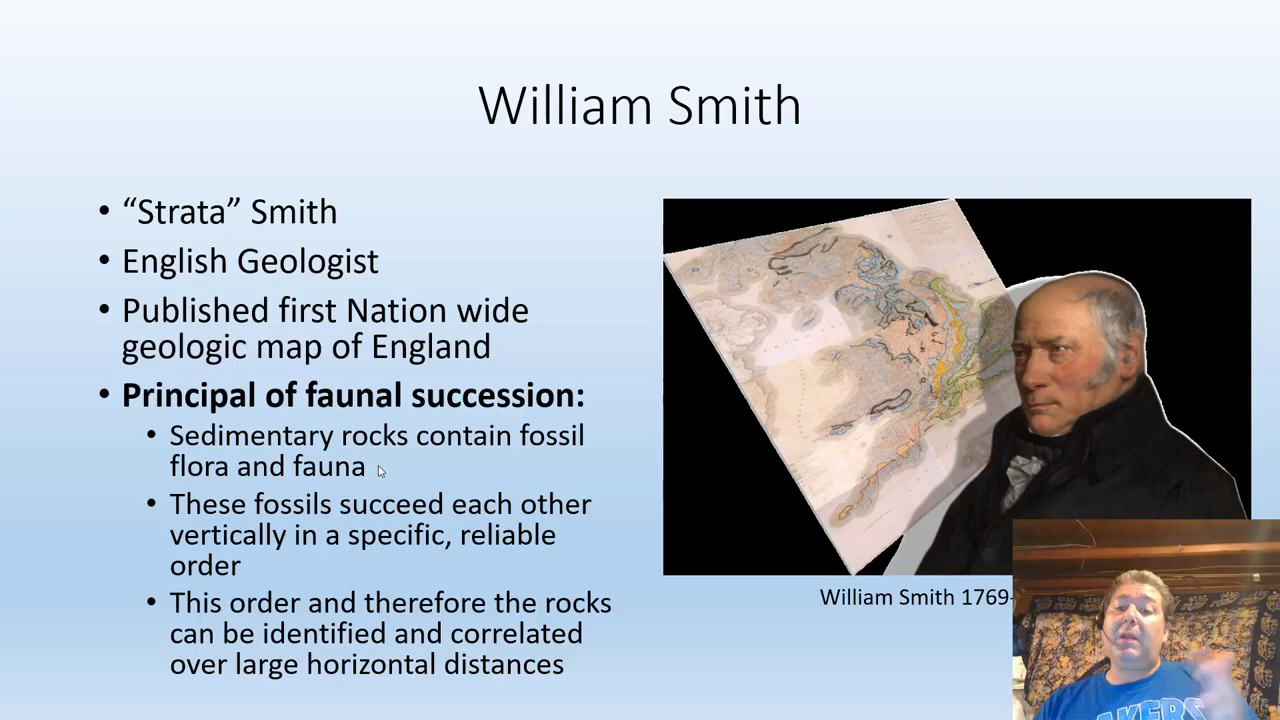 William Smith
• “Strata” Smith
• English Geologist
• Published first Nation wide
geologic map of England
• Principal of faunal succession:
• Sedimentary rocks contain fossil
flora and fauna
• These fossils succeed each other
vertically in a specific, reliable
order
• This order and therefore the rocks
can be identified and correlated
over large horizontal distances
William Smith 1769-
AKERS